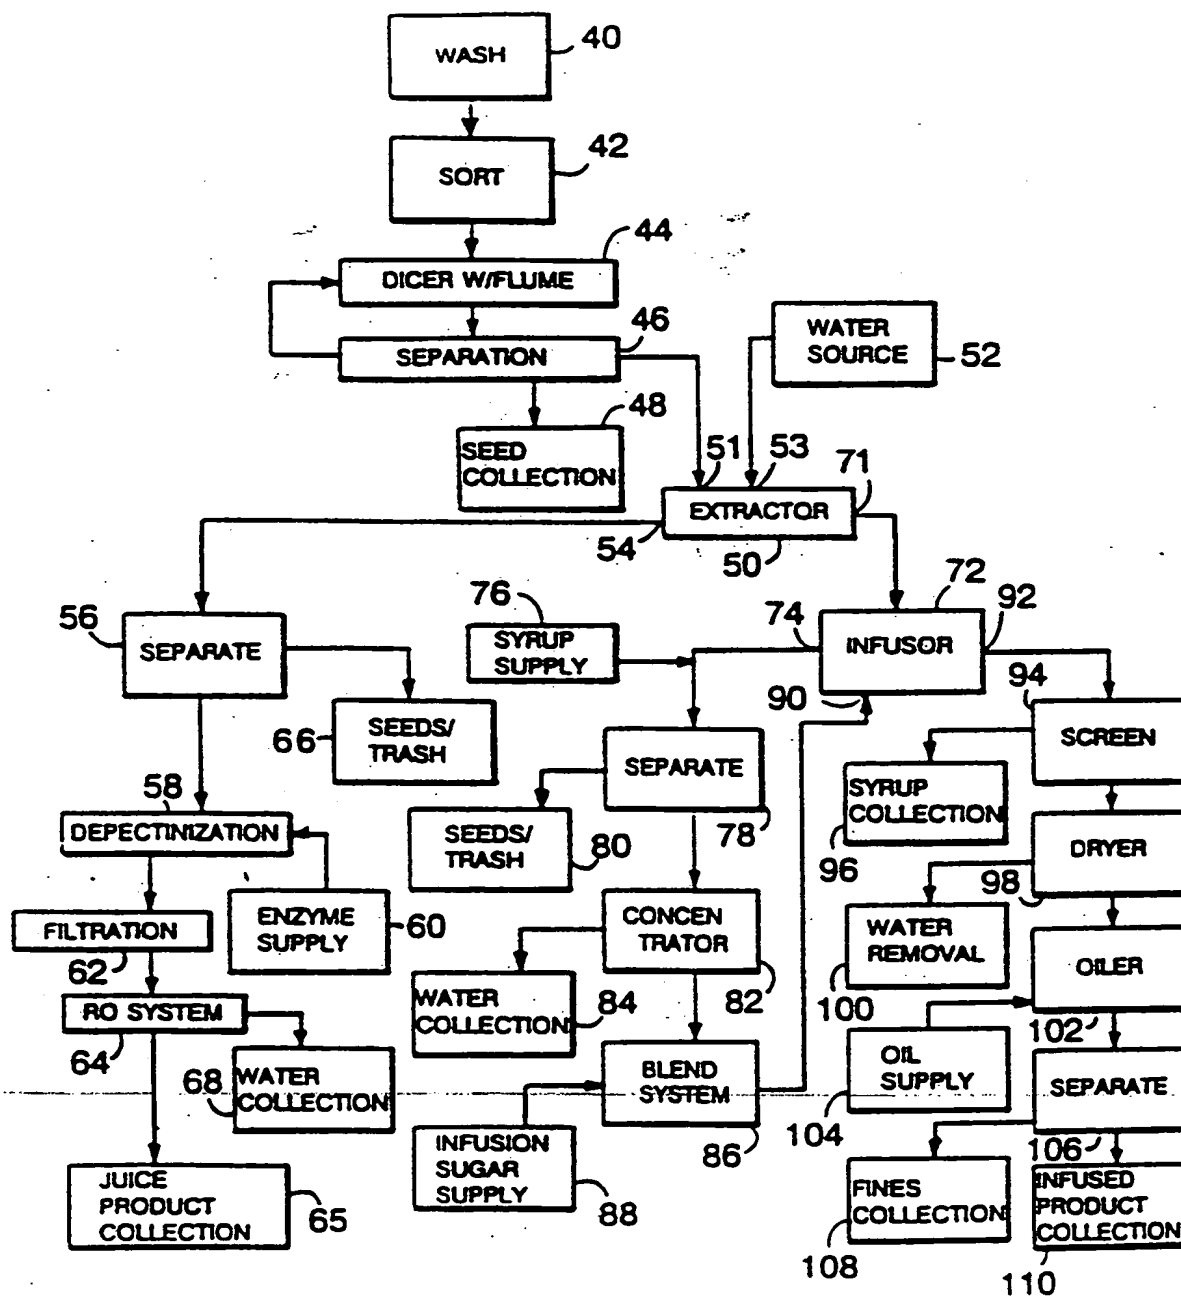 WASH
40
SORT
42
44
DICER W/FLUME
46
SEPARATION
WATER
SOURCE
52
48
SEED
COLLECTION
51
53
71
EXTRACTOR
54
50
56
SEPARATE
76
SYRUP
SUPPLY
74
72
92
INFUSOR
90
94
SEEDS/
TRASH
66
SEPARATE
78
SCREEN
SYRUP
COLLECTION
96
58
DEPECTINIZATION
SEEDS/
TRASH
80
DRYER
98
FILTRATION
62
ENZYME
SUPPLY
60
CONCEN
TRATOR
82
WATER
REMOVAL
100
OILER
102
RO SYSTEM
64
WATER
COLLECTION
68
WATER
COLLECTION
84
BLEND
SYSTEM
86
OIL
SUPPLY
104
SEPARATE
106
JUICE
PRODUCT
COLLECTION
65
INFUSION
SUGAR
SUPPLY
88
FINES
COLLECTION
108
INFUSED
PRODUCT
COLLECTION
110